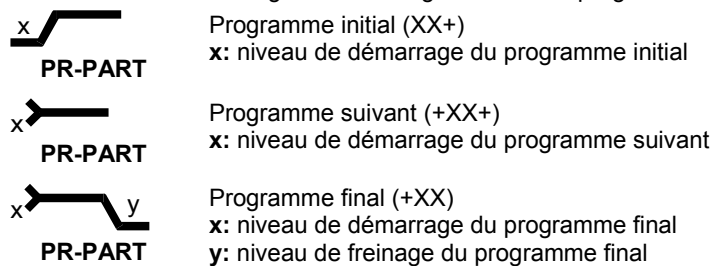 x
PR-PART
Programme initial (XX+)
x: niveau de démarrage du programme initial
x
PR-PART
Programme suivant (+XX+)
x: niveau de démarrage du programme suivant
x y
PR-PART
Programme final (+XX)
x: niveau de démarrage du programme final
y: niveau de freinage du programme final